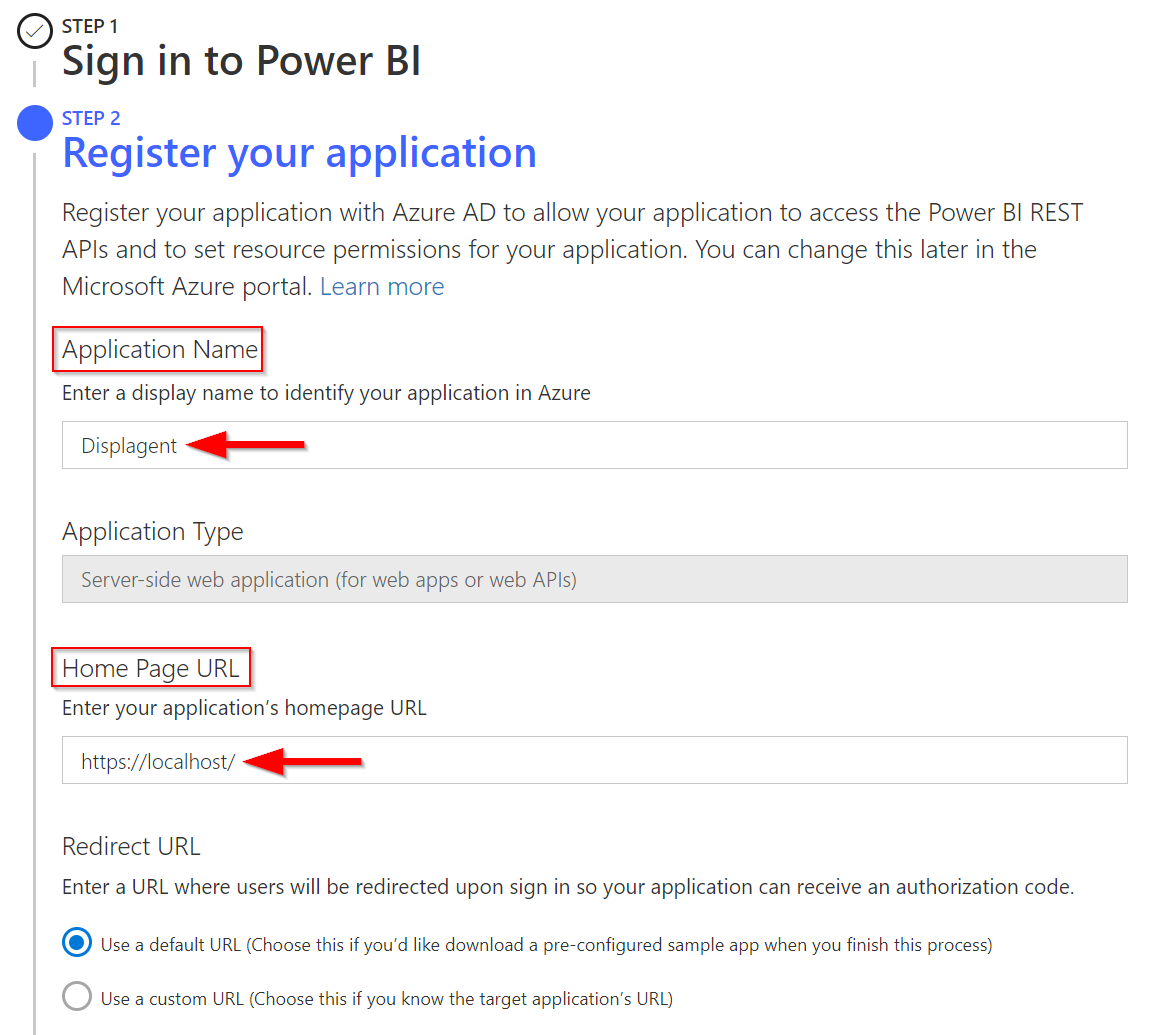 STEP 1
Sign in to Power BI
STEP 2
Register your application
Register your application with Azure AD to allow your application to access the Power BI REST
APIs and to set resource permissions for your application. You can change this later in the
Microsoft Azure portal. Learn more
Application Name
Enter a display name to identify your application in Azure
Displagent
Application Type
Server-side web application (for web apps or web APIs)
Home Page URL
Enter your application’s homepage URL
https://localhost/
Redirect URL
Enter a URL where users will be redirected upon sign in so your application can receive an authorization code.
Use a default URL (Choose this if you’d like download a pre-configured sample app when you finish this process)
Use a custom URL (Choose this if you know the target application’s URL)